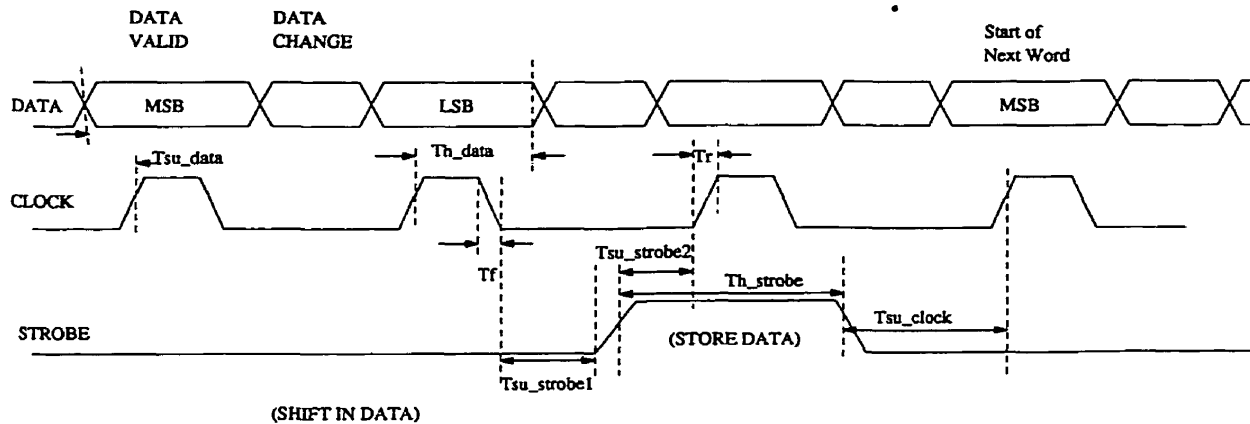 DATA
VALID
DATA
CHANGE
Start of
Next Word
DATA
MSB
LSB
MSB
Tsu_data
Th_data
Tr
CLOCK
Tsu_strobe2
Tf
Th_strobe
Tsu_clock
STROBE
(STORE DATA)
Tsu_strobe1
(SHIFT IN DATA)